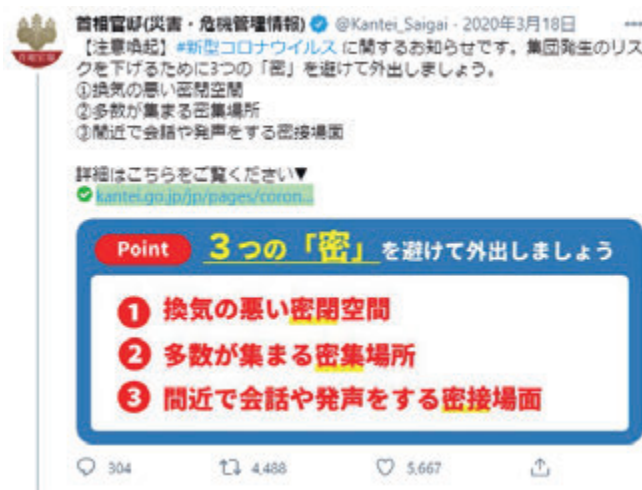 首相官邸(災害・危機管理情報) @Kantei_Saigai · 2020年3月18日
【注意喚起】#新型コロナウイルス に関するお知らせです。集団発生のリス
クを下げるために3つの「密」を避けて外出しましょう。
①換気の悪い密閉空間
②多数が集まる密集場所
③間近で会話や発声をする密接場面
詳細はこちらをご覧ください▼
kantei.go.jp/jp/pages/coron...
Point 3つの「密」を避けて外出しましょう
1 換気の悪い密閉空間
2 多数が集まる密集場所
3 間近で会話や発声をする密接場面
304 4,488 5,667